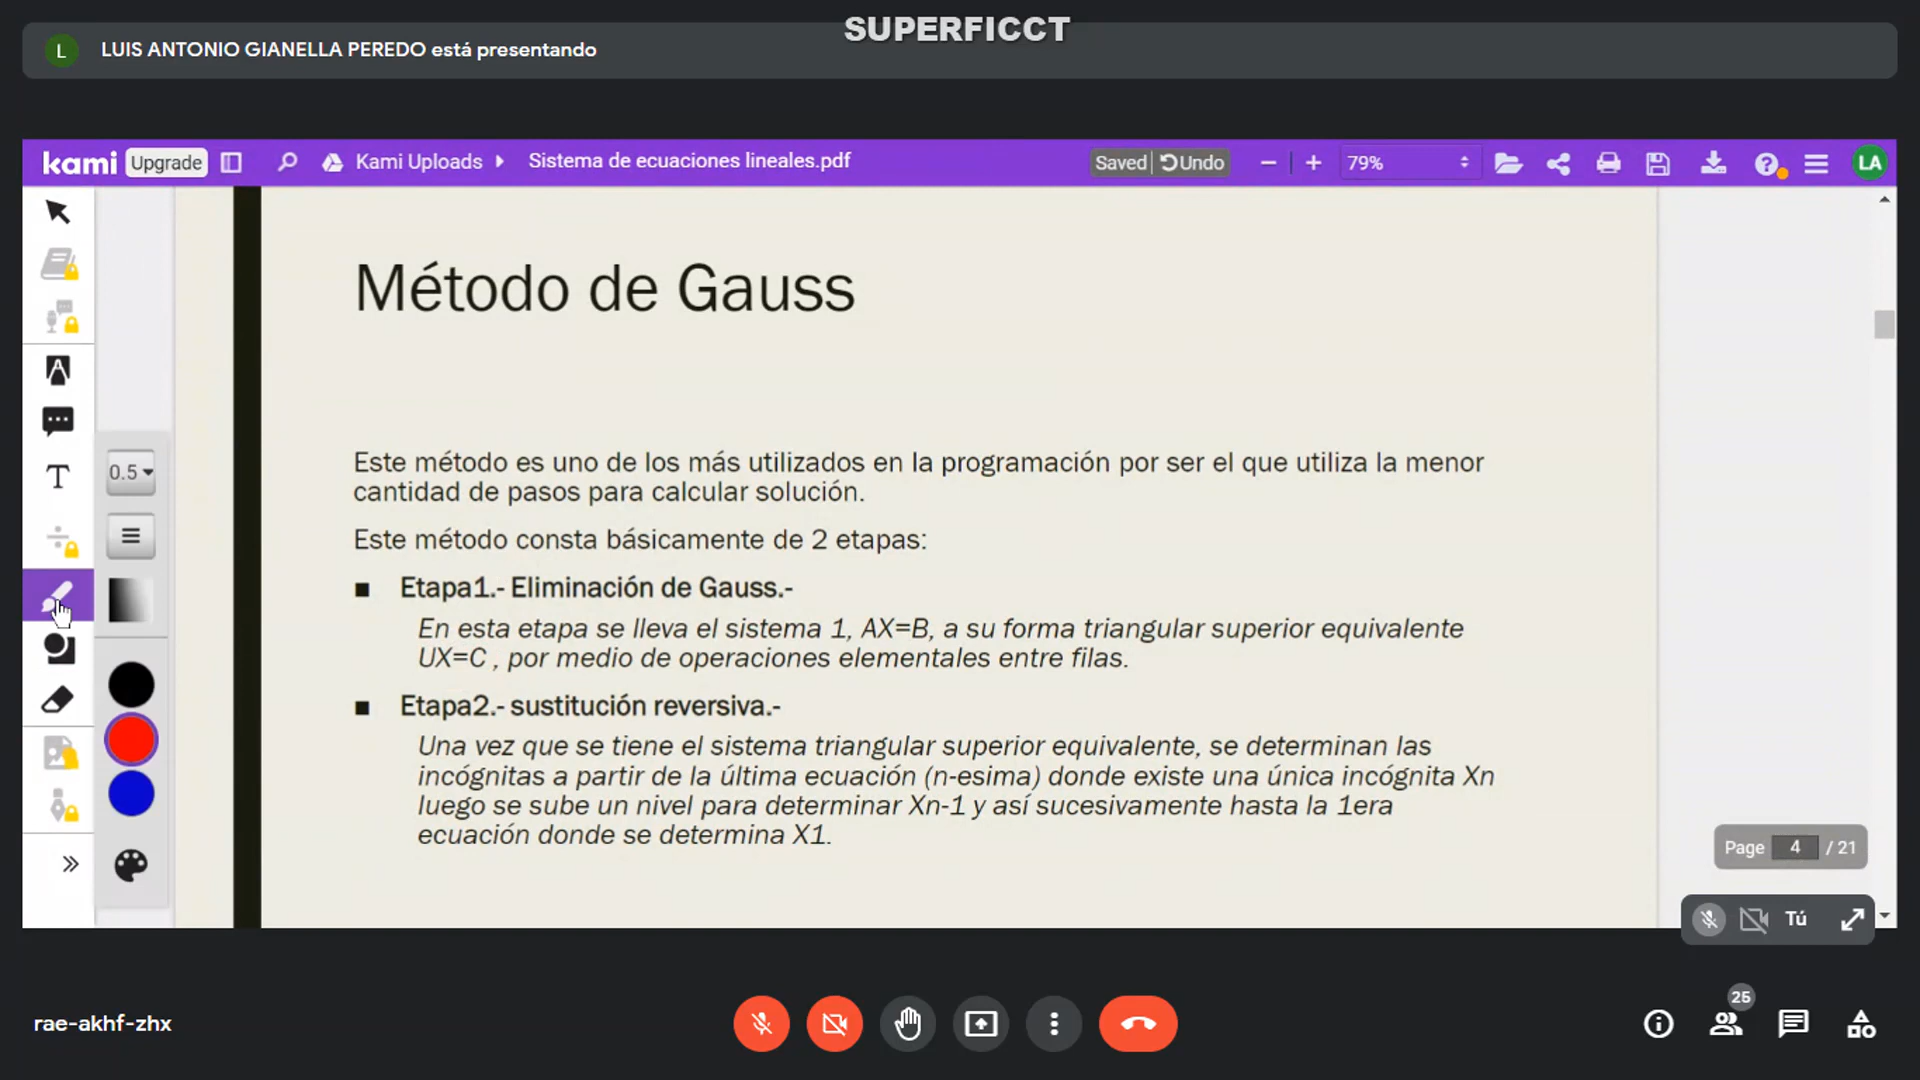 SUPERFICCT
L LUIS ANTONIO GIANELLA PEREDO está presentando
kami Upgrade Kami Uploads Sistema de ecuaciones lineales.pdf Saved Undo 79% LA
Método de Gauss
Este método es uno de los más utilizados en la programación por ser el que utiliza la menor
cantidad de pasos para calcular solución.
Este método consta básicamente de 2 etapas:
■ Etapa1.- Eliminación de Gauss.-
En esta etapa se lleva el sistema 1, AX=B, a su forma triangular superior equivalente
UX=C , por medio de operaciones elementales entre filas.
■ Etapa2.- sustitución reversiva.-
Una vez que se tiene el sistema triangular superior equivalente, se determinan las
incógnitas a partir de la última ecuación (n-esima) donde existe una única incógnita Xn
luego se sube un nivel para determinar Xn-1 y así sucesivamente hasta la 1era
ecuación donde se determina X1.
T
0.5
Page 4 / 21
Tú
rae-akhf-zhx
25